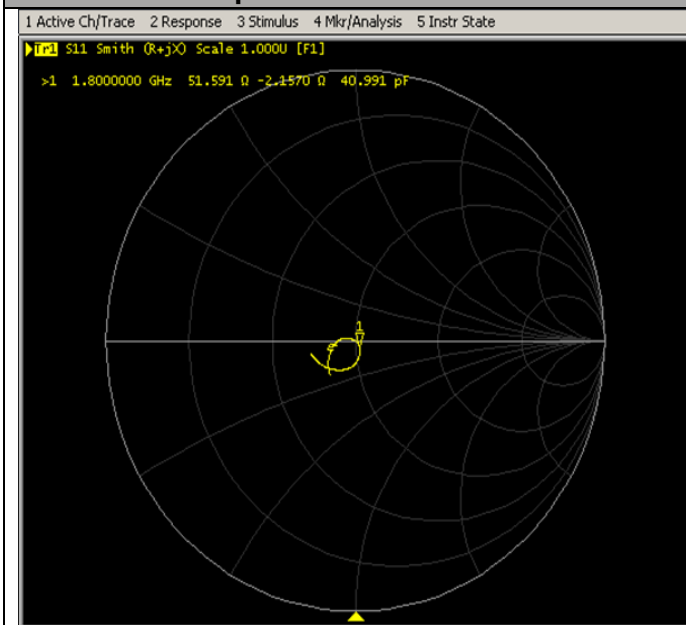 1 Active Ch/Trace 2 Response 3 Stimulus 4 Mkr/Analysis 5 Instr State
Tr1 S11 Smith (R+jX) Scale 1.000U [F1]
>1 1.8000000 GHz 51.591 Ω -2.1570 Ω 40.991 pF
1